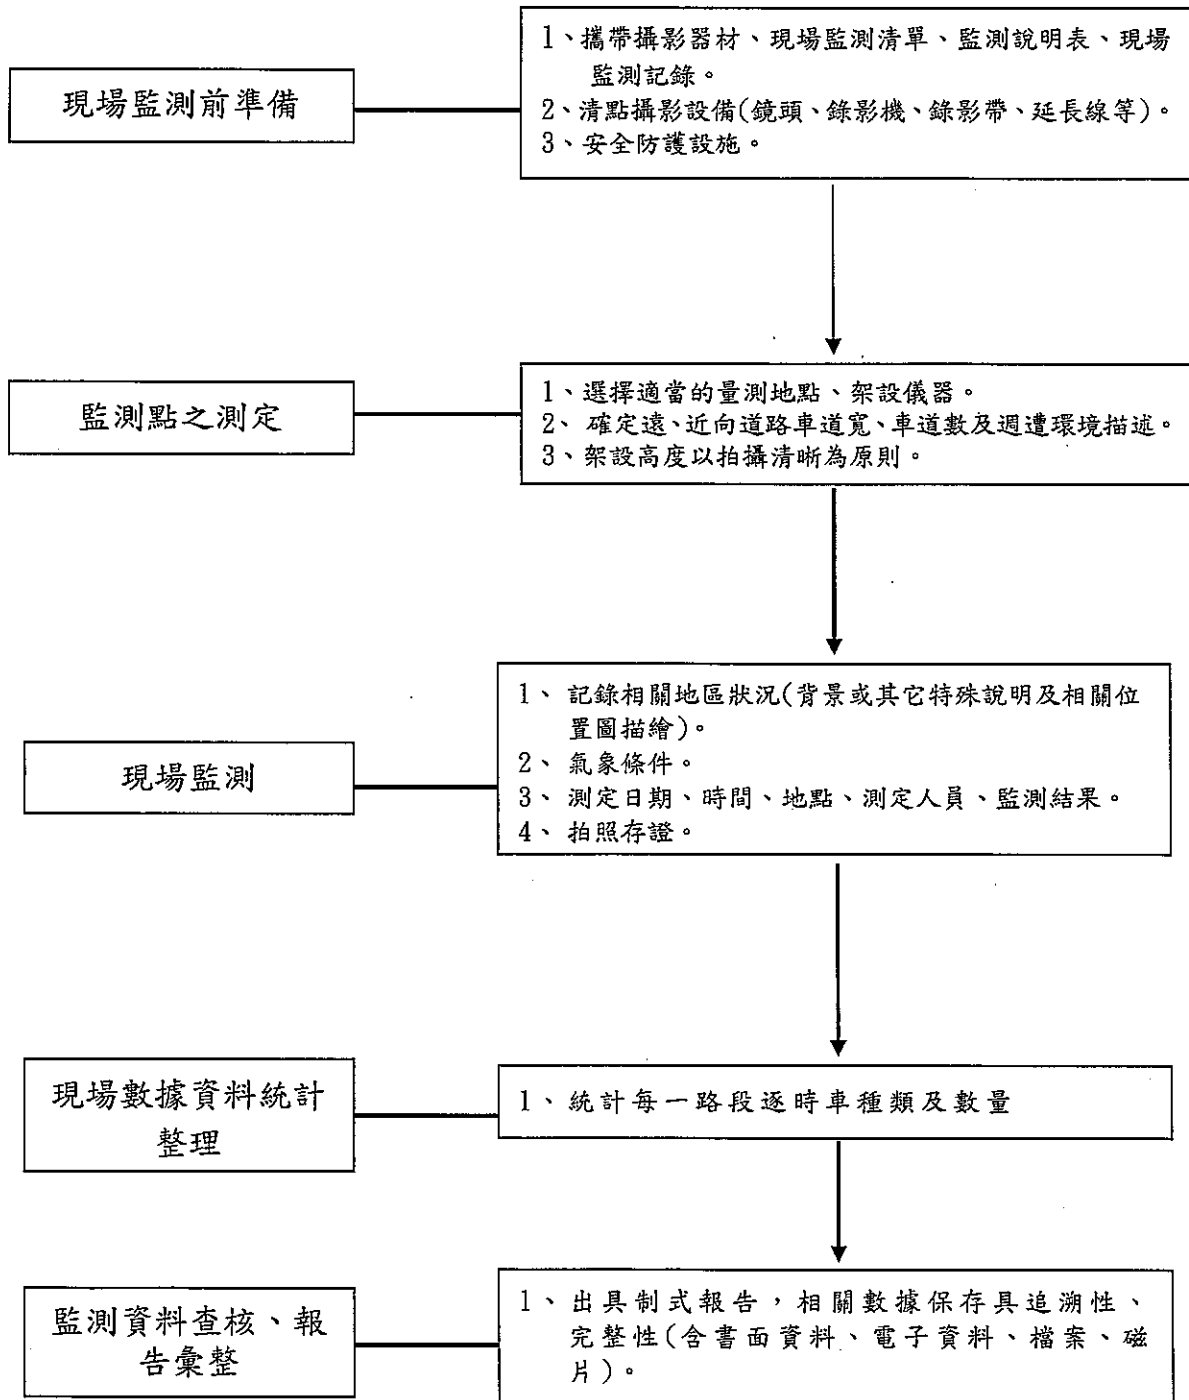 現場監測前準備
1、攜帶攝影器材、現場監測清單、監測說明表、現場
監測記錄。
2、清點攝影設備(鏡頭、錄影機、錄影帶、延長線等)。
3、安全防護設施。
監測點之測定
1、選擇適當的量測地點、架設儀器。
2、確定遠、近向道路車道寬、車道數及週遭環境描述。
3、架設高度以拍攝清晰為原則。
現場監測
1、記錄相關地區狀況(背景或其它特殊說明及相關位
置圖描繪)。
2、氣象條件。
3、測定日期、時間、地點、測定人員、監測結果。
4、拍照存證。
現場數據資料統計
整理
1、統計每一路段逐時車種類及數量
監測資料查核、報
告彙整
1、出具制式報告，相關數據保存具追溯性、
完整性(含書面資料、電子資料、檔案、磁
片)。